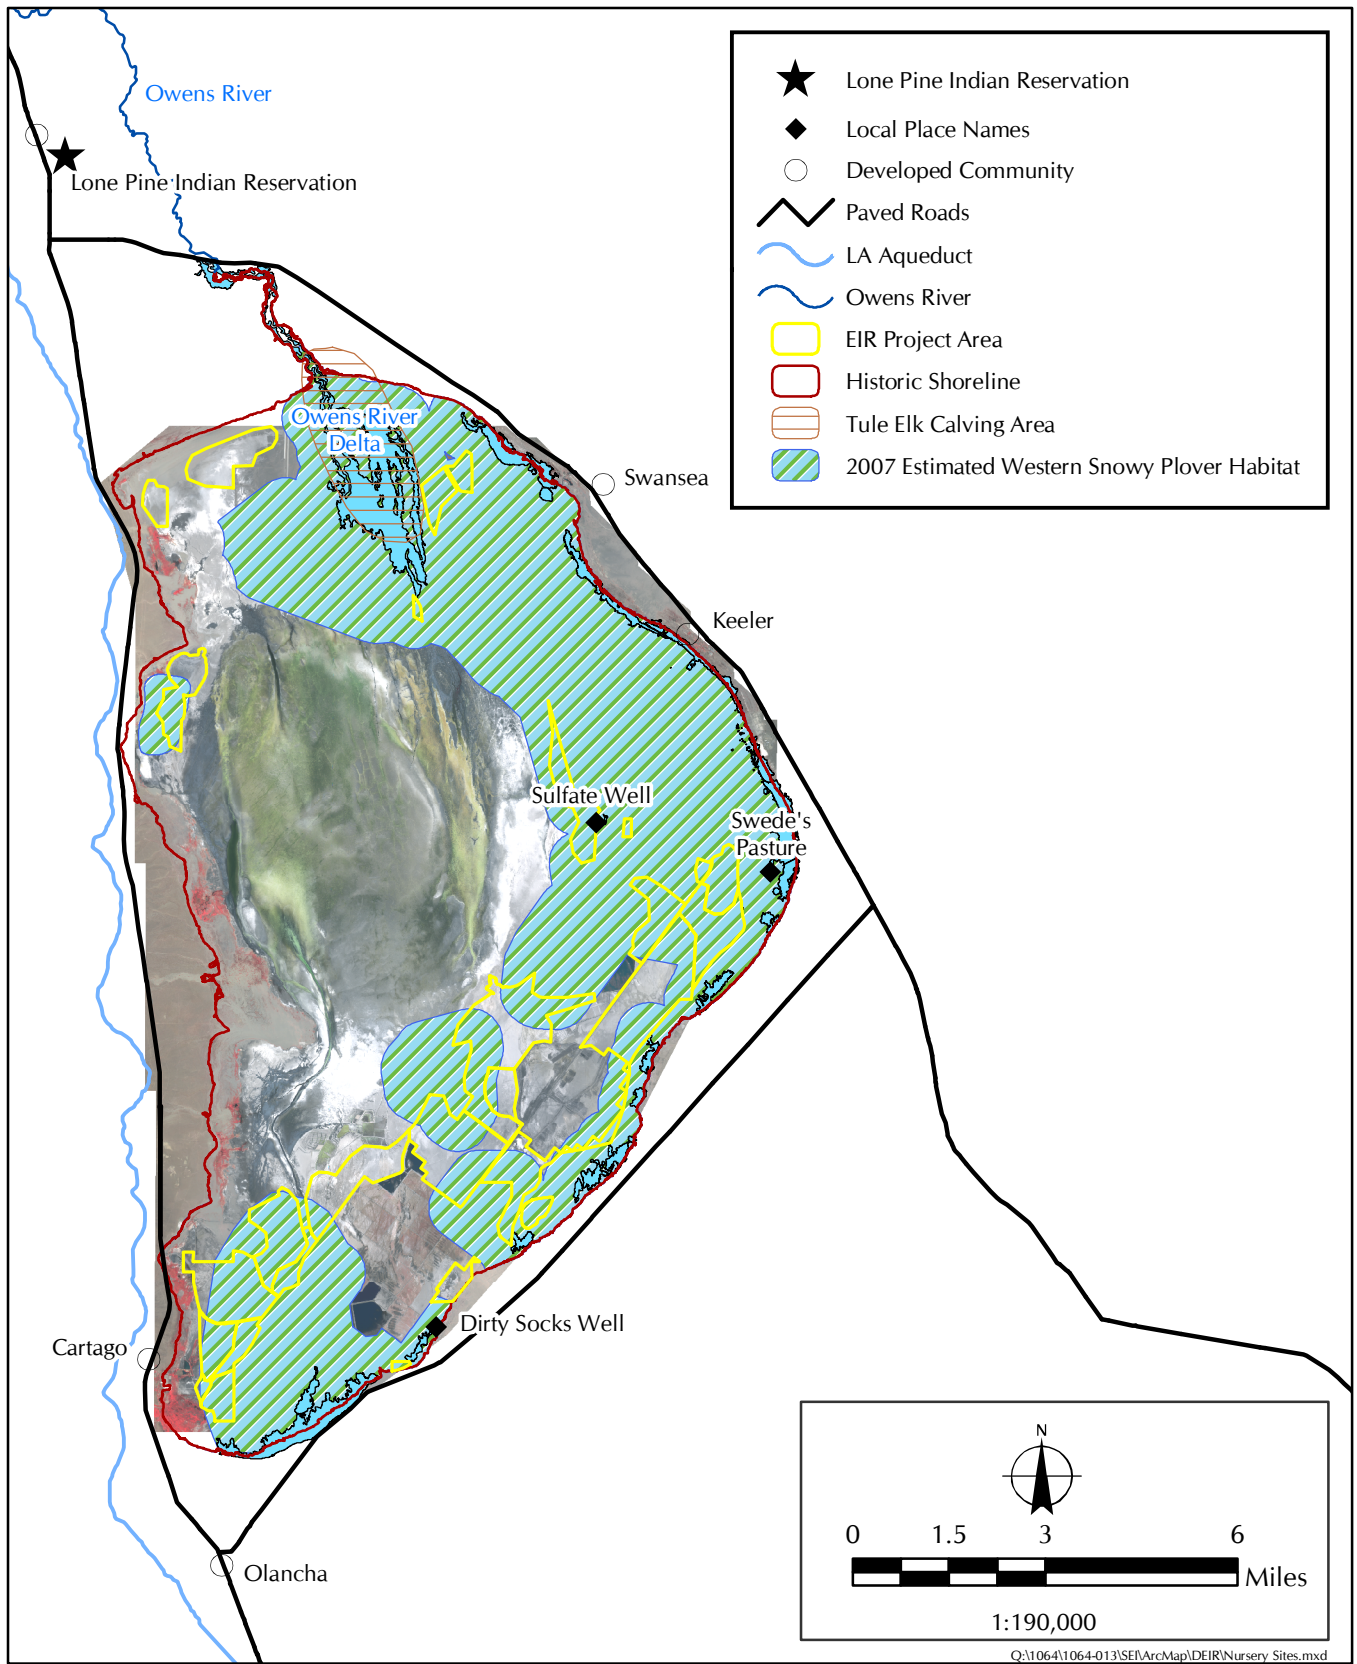 Owens River
Lone Pine Indian Reservation
Lone Pine Indian Reservation
Local Place Names
Developed Community
Paved Roads
LA Aqueduct
Owens River
EIR Project Area
Historic Shoreline
Tule Elk Calving Area
2007 Estimated Western Snowy Plover Habitat
Owens River
Delta
Swansea
Keeler
Sulfate Well
Swede's
Pasture
Dirty Socks Well
Cartago
Olancha
N
0 1.5 3 6
Miles
1:190,000
Q:\1064\1064-013\SEI\ArcMap\DEIR\Nursery Sites.mxd